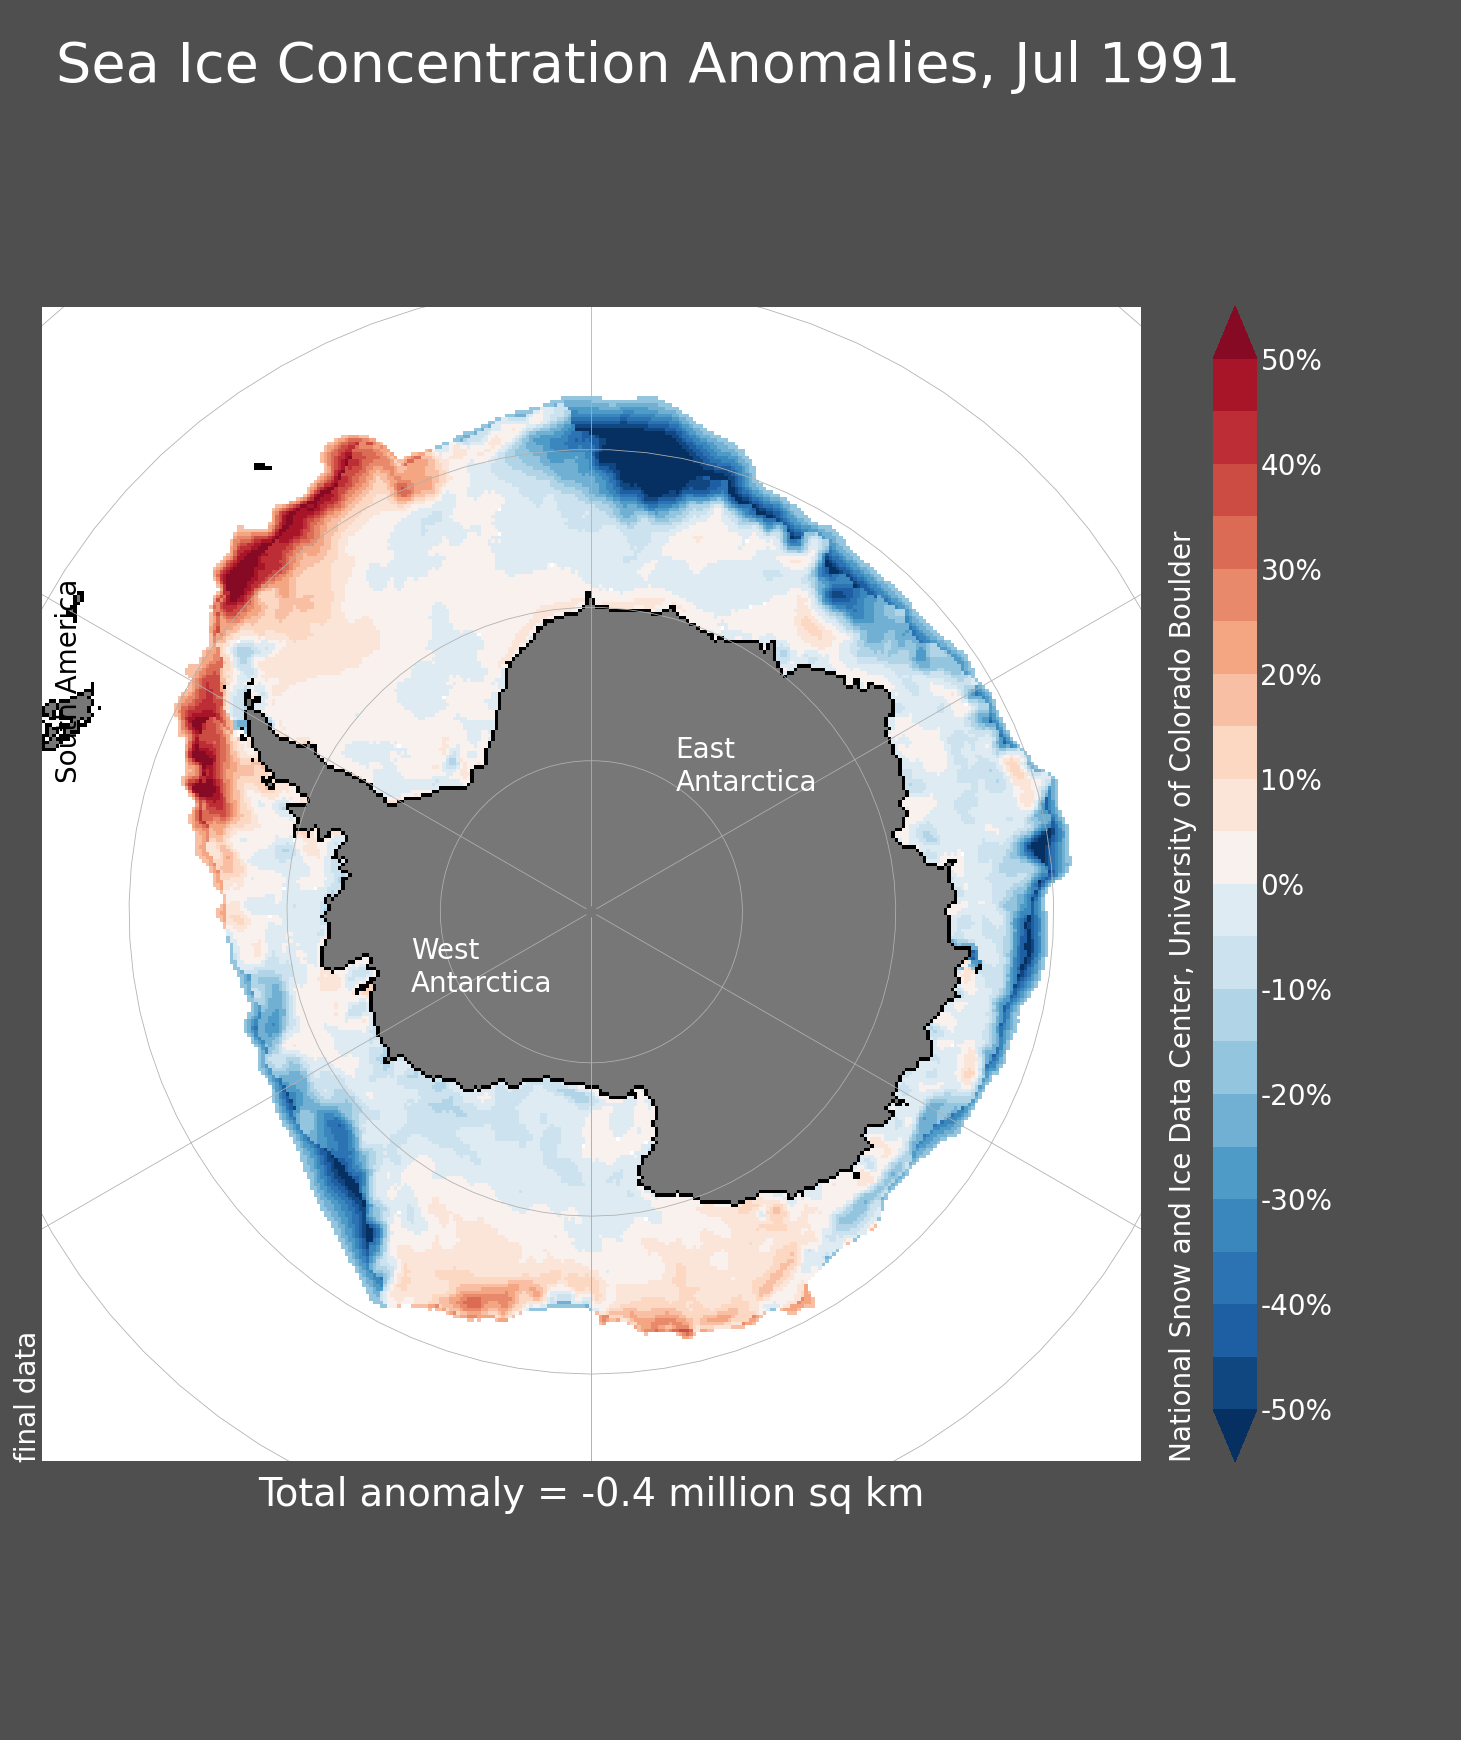 Sea Ice Concentration Anomalies, Jul 1991
South America
East
Antarctica
West
Antarctica
final data
National Snow and Ice Data Center, University of Colorado Boulder
50%
40%
30%
20%
10%
0%
-10%
-20%
-30%
-40%
-50%
Total anomaly = -0.4 million sq km